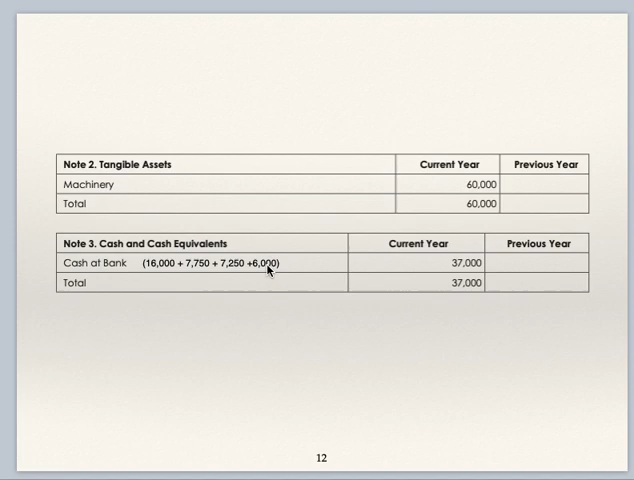 Note 2. Tangible Assets Current Year Previous Year
Machinery 60,000
Total 60,000
Note 3. Cash and Cash Equivalents Current Year Previous Year
Cash at Bank (16,000 + 7,750 + 7,250 +6,000) 37,000
Total 37,000
12